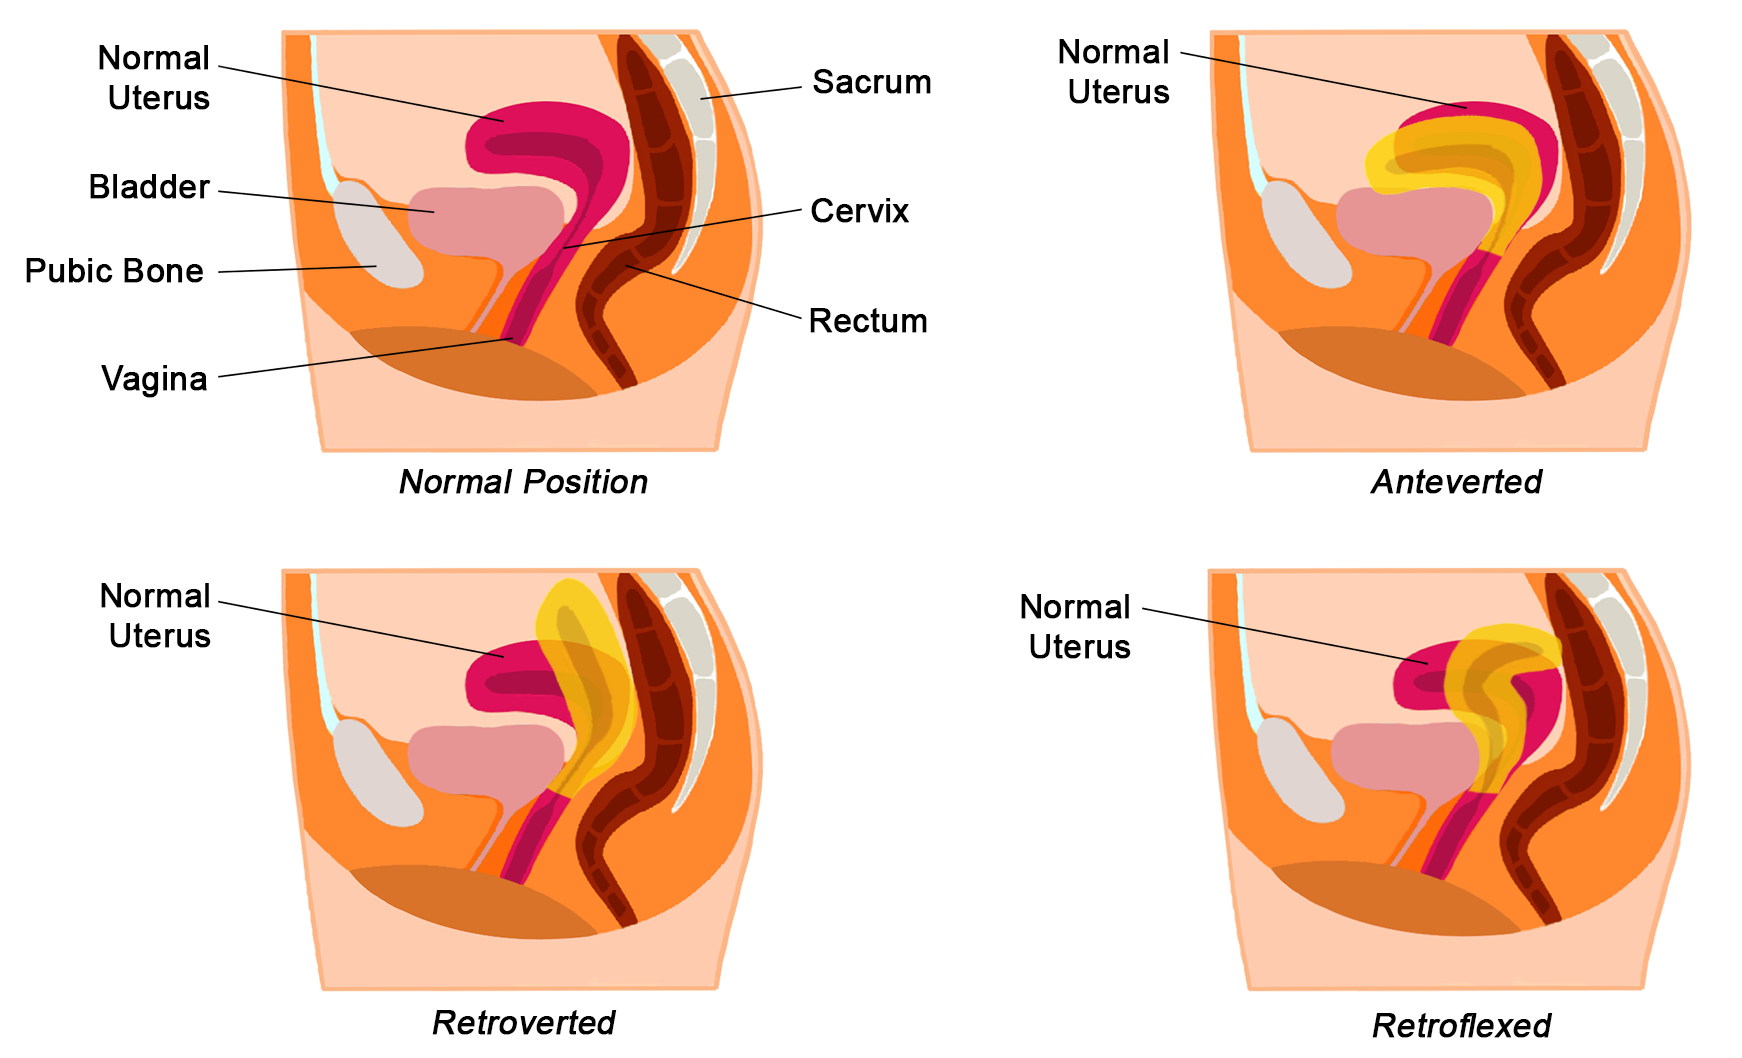 Normal
Uterus
Sacrum
Bladder
Cervix
Pubic Bone
Rectum
Vagina
Normal Position
Normal
Uterus
Anteverted
Normal
Uterus
Retroverted
Normal
Uterus
Retroflexed